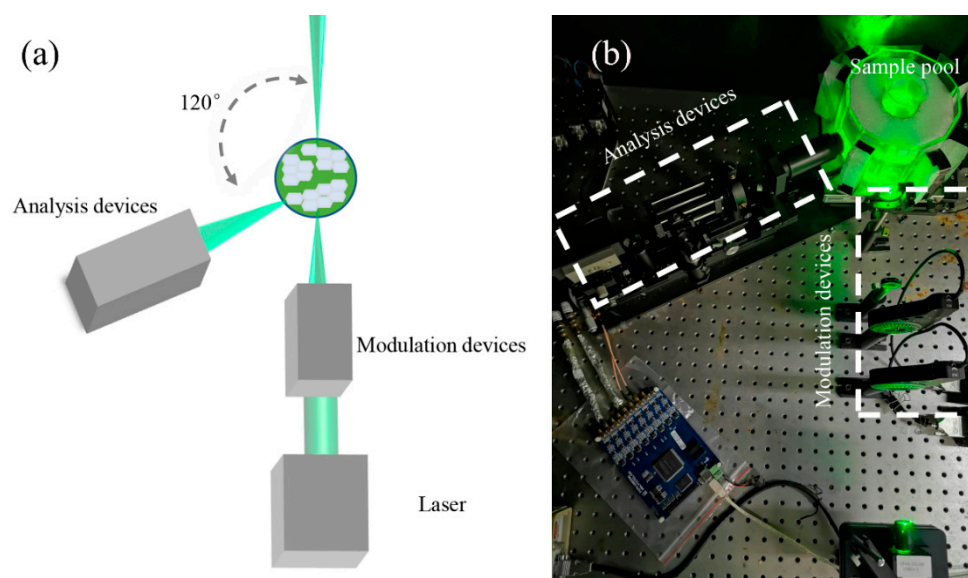 (a)
120°
Analysis devices
Modulation devices
Laser
(b)
Sample pool
Analysis devices
Modulation devices